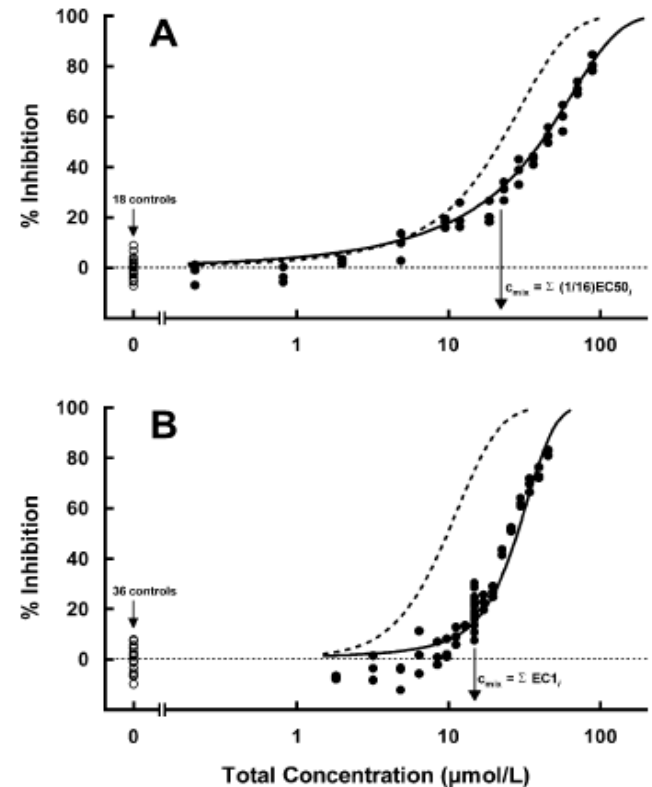 A
100
80
60
40
20
0
% Inhibition
18 controls
c_mix = Σ (1/16)EC50_i
0 1 10 100
B
100
80
60
40
20
0
% Inhibition
36 controls
c_mix = Σ EC1_i
0 1 10 100
Total Concentration (µmol/L)